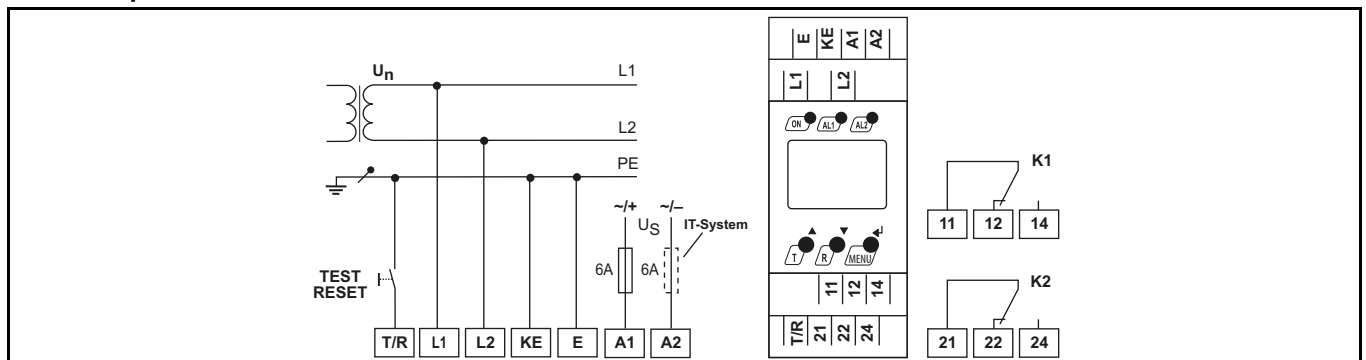 Un
L1
L2
PE
~/+
~/–
US
IT-System
6A
6A
TEST
RESET
T/R
L1
L2
KE
E
A1
A2
E
KE
A1
A2
L1
L2
ON
AL1
AL2
T
R
MENU
11
12
14
T/R
21
22
24
K1
11
12
14
K2
21
22
24